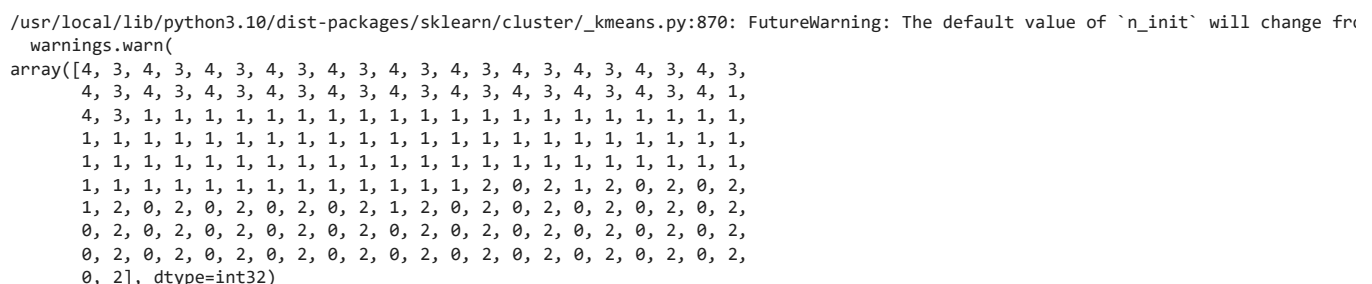 /usr/local/lib/python3.10/dist-packages/sklearn/cluster/_kmeans.py:870: FutureWarning: The default value of `n_init` will change
  warnings.warn(
array([4, 3, 4, 3, 4, 3, 4, 3, 4, 3, 4, 3, 4, 3, 4, 3, 4, 3, 4, 3, 4, 3,
       4, 3, 4, 3, 4, 3, 4, 3, 4, 3, 4, 3, 4, 3, 4, 3, 4, 3, 4, 3, 4, 1,
       4, 3, 1, 1, 1, 1, 1, 1, 1, 1, 1, 1, 1, 1, 1, 1, 1, 1, 1, 1, 1, 1,
       1, 1, 1, 1, 1, 1, 1, 1, 1, 1, 1, 1, 1, 1, 1, 1, 1, 1, 1, 1, 1, 1,
       1, 1, 1, 1, 1, 1, 1, 1, 1, 1, 1, 1, 1, 1, 1, 1, 1, 1, 1, 1, 1, 1,
       1, 1, 1, 1, 1, 1, 1, 1, 1, 1, 1, 1, 1, 2, 0, 2, 1, 2, 0, 2, 0, 2,
       1, 2, 0, 2, 0, 2, 0, 2, 0, 2, 1, 2, 0, 2, 0, 2, 0, 2, 0, 2, 0, 2,
       0, 2, 0, 2, 0, 2, 0, 2, 0, 2, 0, 2, 0, 2, 0, 2, 0, 2, 0, 2, 0, 2,
       0, 2, 0, 2, 0, 2, 0, 2, 0, 2, 0, 2, 0, 2, 0, 2, 0, 2, 0, 2, 0, 2,
       0, 2], dtype=int32)